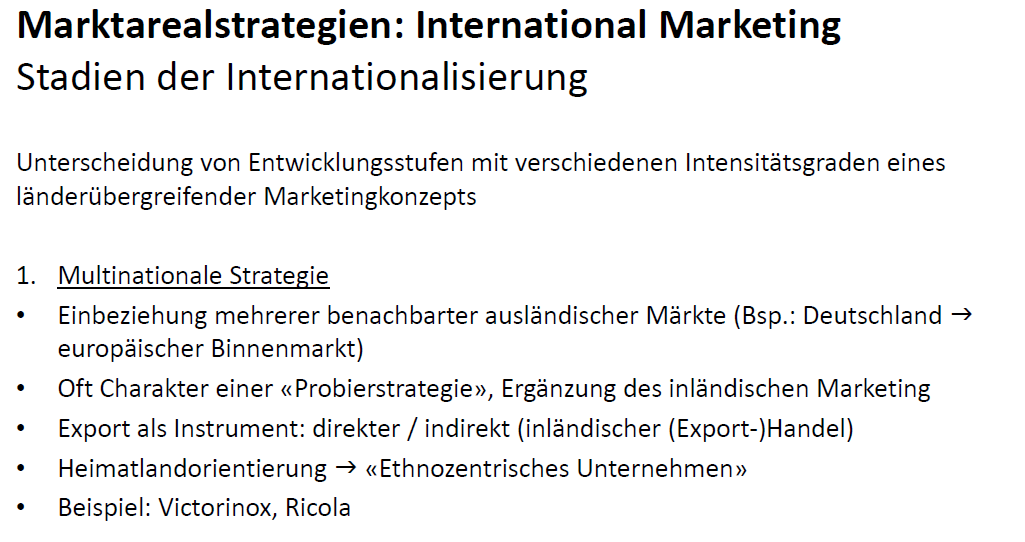 Marktarealstrategien: International Marketing
Stadien der Internationalisierung
Unterscheidung von Entwicklungsstufen mit verschiedenen Intensitätsgraden eines
länderübergreifender Marketingkonzepts
1. Multinationale Strategie
• Einbeziehung mehrerer benachbarter ausländischer Märkte (Bsp.: Deutschland →
europäischer Binnenmarkt)
• Oft Charakter einer «Probierstrategie», Ergänzung des inländischen Marketing
• Export als Instrument: direkter / indirekt (inländischer (Export-)Handel)
• Heimatlandorientierung → «Ethnozentrisches Unternehmen»
• Beispiel: Victorinox, Ricola